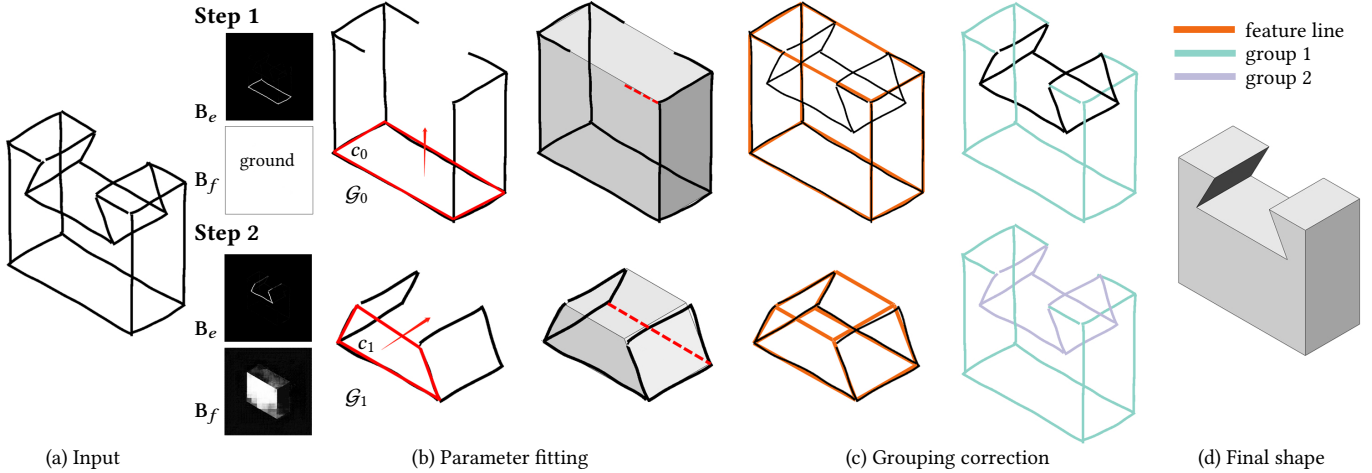 Step 1
B_e
ground
B_f
Step 2
B_e
B_f
c_0
𝒢_0
c_1
𝒢_1
feature line
group 1
group 2
(a) Input
(b) Parameter fitting
(c) Grouping correction
(d) Final shape